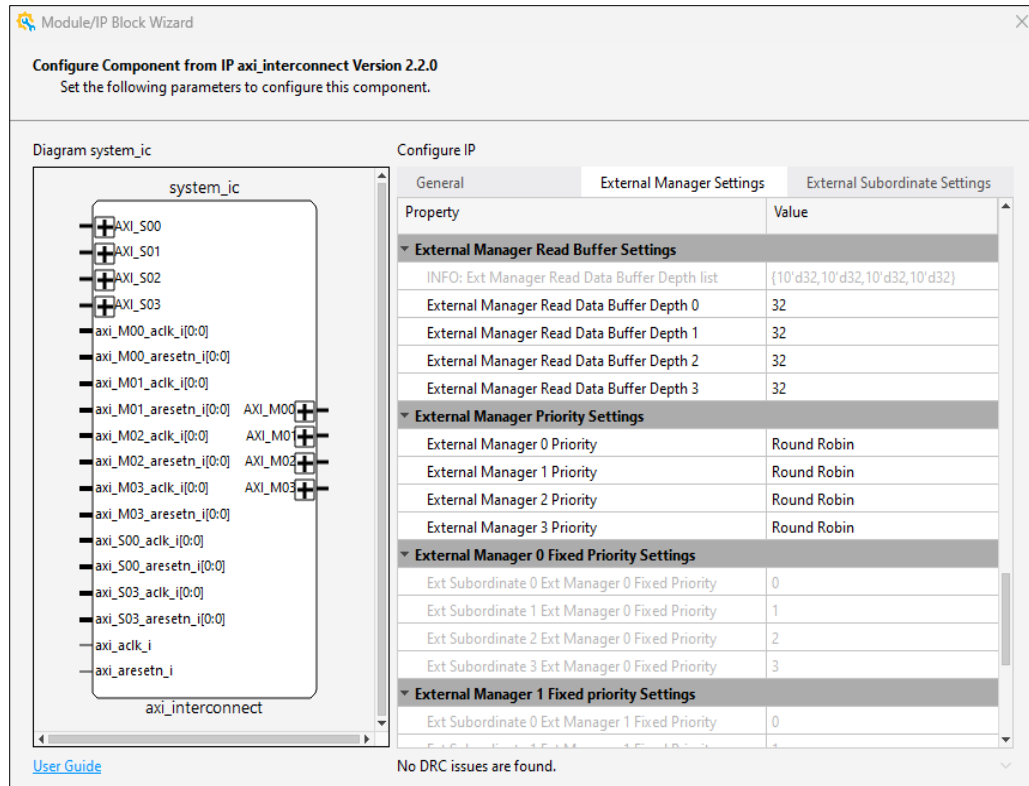 Module/IP Block Wizard
Configure Component from IP axi_interconnect Version 2.2.0
Set the following parameters to configure this component.
Diagram system_ic
system_ic
AXI_S00
AXI_S01
AXI_S02
AXI_S03
axi_M00_aclk_i[0:0]
axi_M00_aresetn_i[0:0]
axi_M01_aclk_i[0:0]
axi_M01_aresetn_i[0:0] AXI_M00
axi_M02_aclk_i[0:0] AXI_M01
axi_M02_aresetn_i[0:0] AXI_M02
axi_M03_aclk_i[0:0] AXI_M03
axi_M03_aresetn_i[0:0]
axi_S00_aclk_i[0:0]
axi_S00_aresetn_i[0:0]
axi_S03_aclk_i[0:0]
axi_S03_aresetn_i[0:0]
axi_aclk_i
axi_aresetn_i
axi_interconnect
User Guide
Configure IP
General External Manager Settings External Subordinate Settings
Property Value
External Manager Read Buffer Settings
INFO: Ext Manager Read Data Buffer Depth list {10'd32,10'd32,10'd32,10'd32}
External Manager Read Data Buffer Depth 0 32
External Manager Read Data Buffer Depth 1 32
External Manager Read Data Buffer Depth 2 32
External Manager Read Data Buffer Depth 3 32
External Manager Priority Settings
External Manager 0 Priority Round Robin
External Manager 1 Priority Round Robin
External Manager 2 Priority Round Robin
External Manager 3 Priority Round Robin
External Manager 0 Fixed Priority Settings
Ext Subordinate 0 Ext Manager 0 Fixed Priority 0
Ext Subordinate 1 Ext Manager 0 Fixed Priority 1
Ext Subordinate 2 Ext Manager 0 Fixed Priority 2
Ext Subordinate 3 Ext Manager 0 Fixed Priority 3
External Manager 1 Fixed priority Settings
Ext Subordinate 0 Ext Manager 1 Fixed Priority 0
No DRC issues are found.